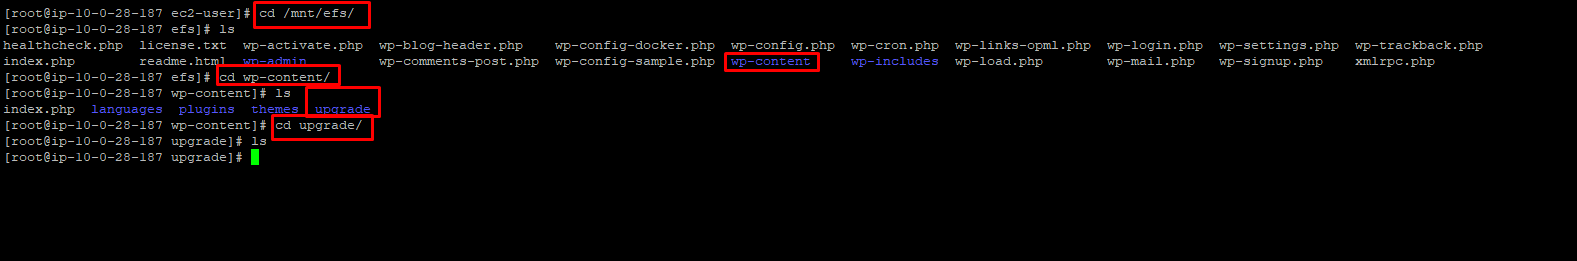 [root@ip-10-0-28-187 ec2-user]# cd /mnt/efs/
[root@ip-10-0-28-187 efs]# ls
healthcheck.php  license.txt  wp-activate.php  wp-blog-header.php    wp-config-docker.php  wp-config.php  wp-cron.php  wp-links-opml.php  wp-login.php  wp-settings.php  wp-trackback.php
index.php        readme.html  wp-admin         wp-comments-post.php  wp-config-sample.php  wp-content     wp-includes  wp-load.php        wp-mail.php   wp-signup.php    xmlrpc.php
[root@ip-10-0-28-187 efs]# cd wp-content/
[root@ip-10-0-28-187 wp-content]# ls
index.php  languages  plugins  themes  upgrade
[root@ip-10-0-28-187 wp-content]# cd upgrade/
[root@ip-10-0-28-187 upgrade]# ls
[root@ip-10-0-28-187 upgrade]#